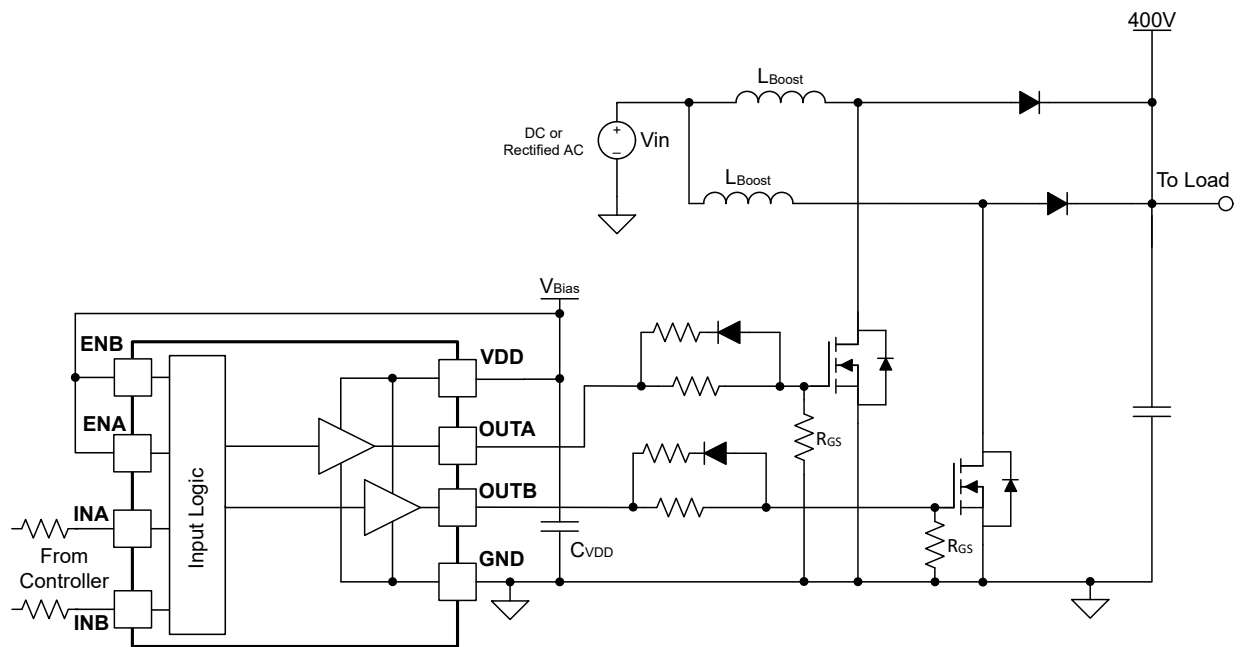 400V
LBoost
DC or
Rectified AC
Vin
LBoost
To Load
VBias
ENB
VDD
ENA
OUTA
RGS
Input Logic
OUTB
INA
From
Controller
CVDD
RGS
GND
INB